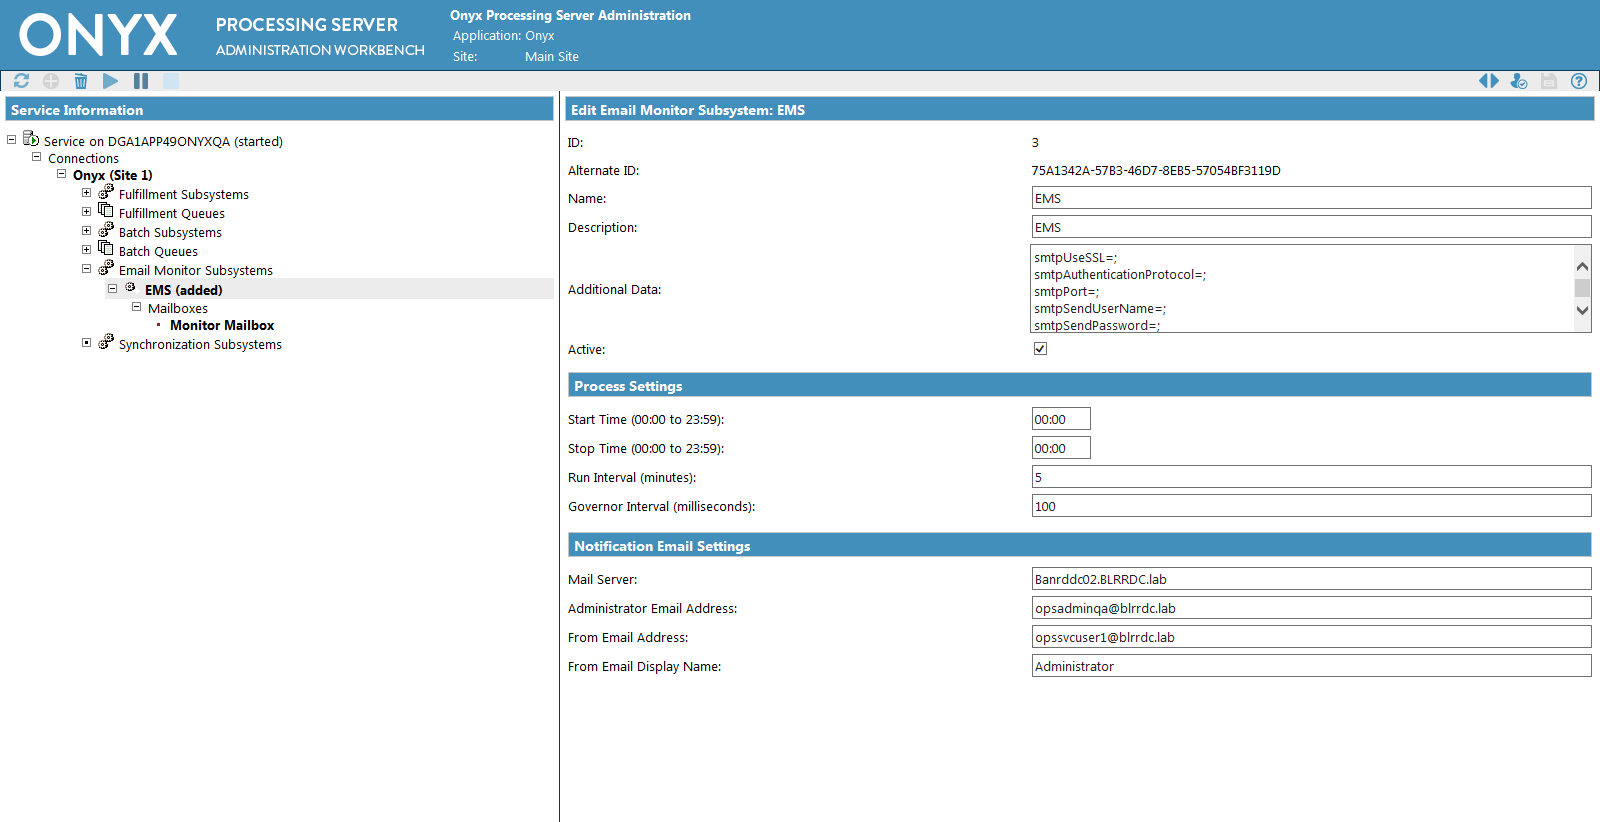 ONYX
PROCESSING SERVER
ADMINISTRATION WORKBENCH
Onyx Processing Server Administration
Application: Onyx
Site: Main Site
Service Information
Service on DGA1APP49ONYXQA (started)
Connections
Onyx (Site 1)
Fulfillment Subsystems
Fulfillment Queues
Batch Subsystems
Batch Queues
Email Monitor Subsystems
EMS (added)
Mailboxes
Monitor Mailbox
Synchronization Subsystems
Edit Email Monitor Subsystem: EMS
ID: 3
Alternate ID: 75A1342A-57B3-46D7-8EB5-57054BF3119D
Name: EMS
Description: EMS
Additional Data:
smtpUseSSL=;
smtpAuthenticationProtocol=;
smtpPort=;
smtpSendUserName=;
smtpSendPassword=;
Active:
Process Settings
Start Time (00:00 to 23:59): 00:00
Stop Time (00:00 to 23:59): 00:00
Run Interval (minutes): 5
Governor Interval (milliseconds): 100
Notification Email Settings
Mail Server: Banrddc02.BLRRDC.lab
Administrator Email Address: opsadminqa@blrrdc.lab
From Email Address: opssvcuser1@blrrdc.lab
From Email Display Name: Administrator